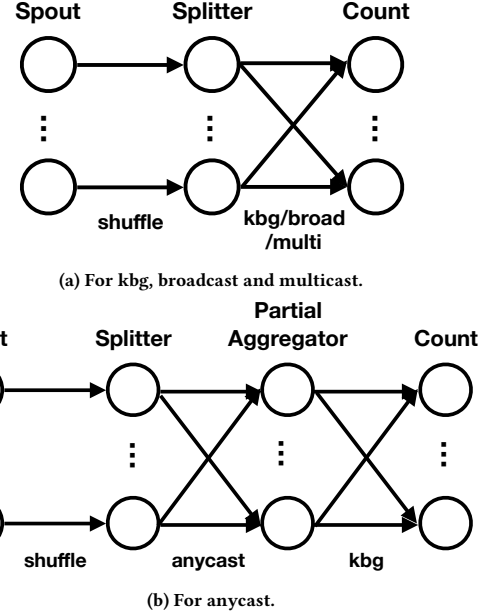 Spout Splitter Count
shuffle
kbg/broad
/multi
(a) For kbg, broadcast and multicast.
Partial
Splitter Aggregator Count
shuffle anycast kbg
(b) For anycast.